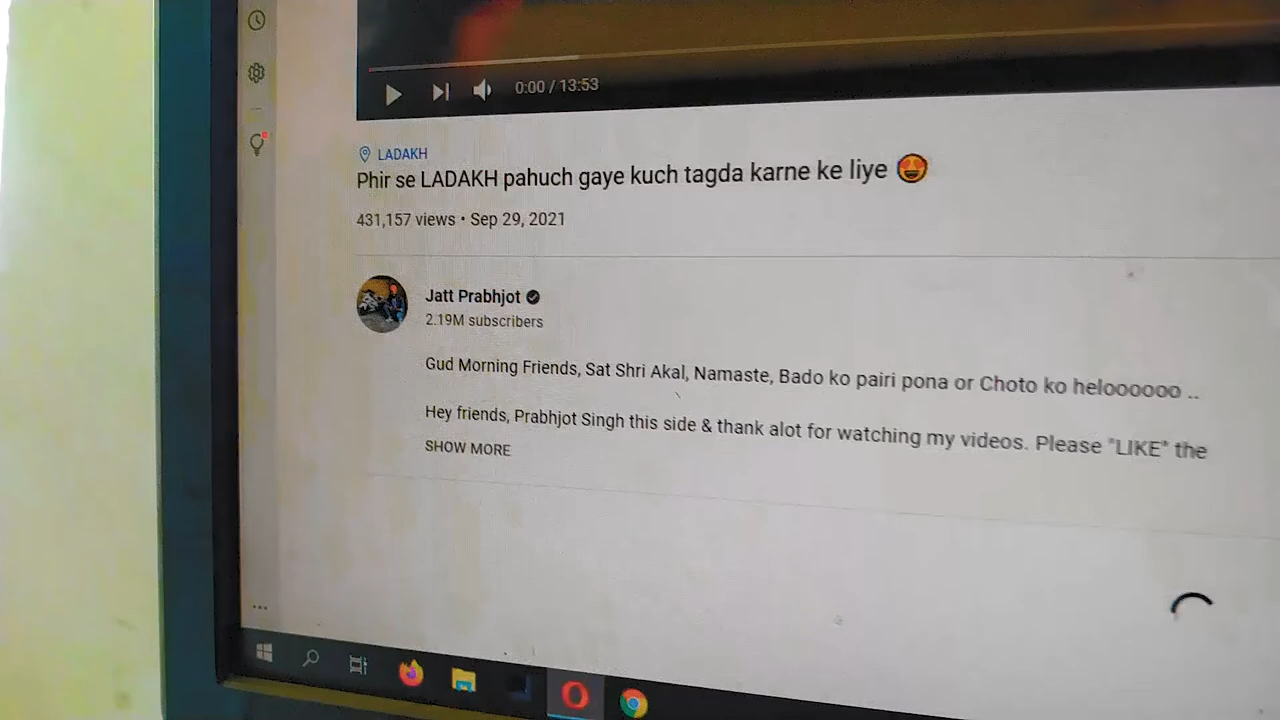 0:00 / 13:53
LADAKH
Phir se LADAKH pahuch gaye kuch tagda karne ke liye 😍
431,157 views • Sep 29, 2021
Jatt Prabhjot
2.19M subscribers
Gud Morning Friends, Sat Shri Akal, Namaste, Bado ko pairi pona or Choto ko heloooooo ..
Hey friends, Prabhjot Singh this side & thank alot for watching my videos. Please "LIKE" the
SHOW MORE